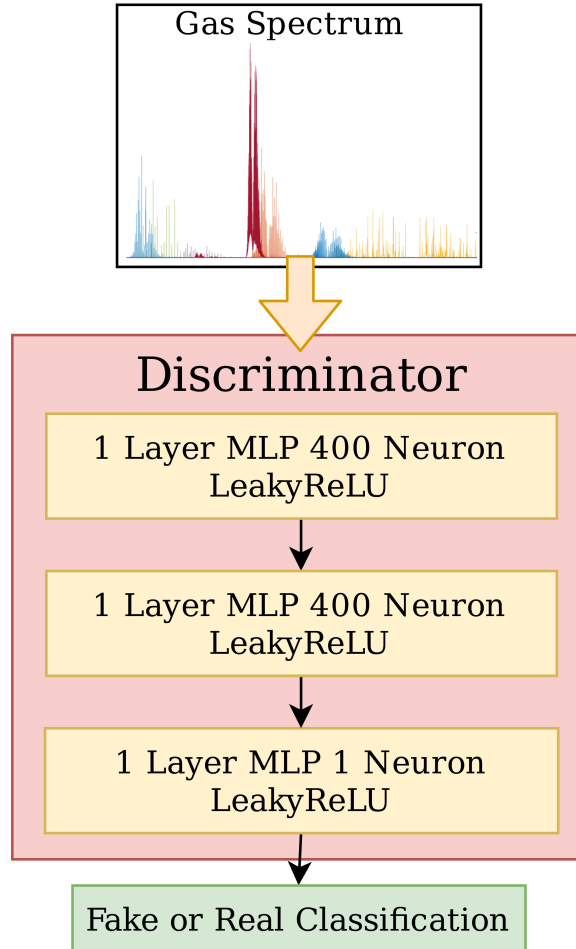 Gas Spectrum
Discriminator
1 Layer MLP 400 Neuron
LeakyReLU
1 Layer MLP 400 Neuron
LeakyReLU
1 Layer MLP 1 Neuron
LeakyReLU
Fake or Real Classification